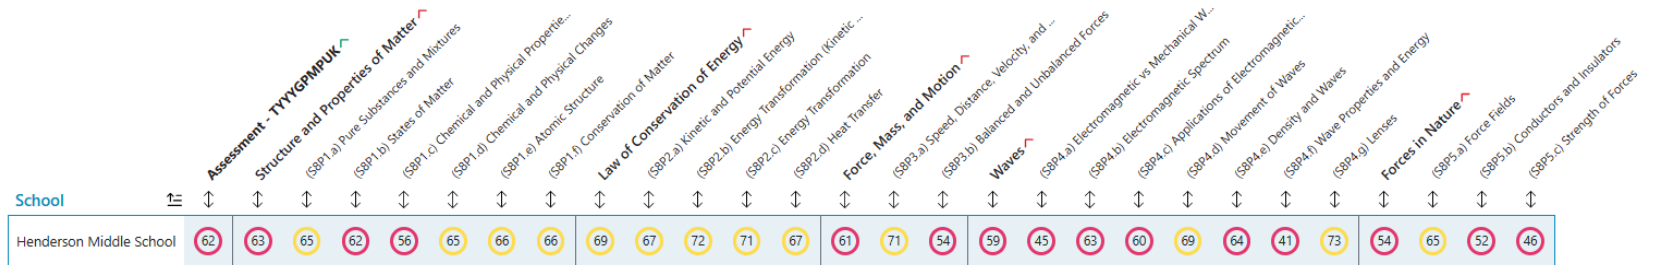 Assessment - TYYYGPMPUK
Structure and Properties of Matter
(S8P1.a) Pure Substances and Mixtures
(S8P1.b) States of Matter
(S8P1.c) Chemical and Physical Propertie...
(S8P1.d) Chemical and Physical Changes
(S8P1.e) Atomic Structure
(S8P1.f) Conservation of Matter
Law of Conservation of Energy
(S8P2.a) Kinetic and Potential Energy
(S8P2.b) Energy Transformation (Kinetic ...
(S8P2.c) Energy Transformation
(S8P2.d) Heat Transfer
Force, Mass, and Motion
(S8P3.a) Speed, Distance, Velocity, and ...
(S8P3.b) Balanced and Unbalanced Forces
Waves
(S8P4.a) Electromagnetic vs Mechanical W...
(S8P4.b) Electromagnetic Spectrum
(S8P4.c) Applications of Electromagnetic...
(S8P4.d) Movement of Waves
(S8P4.e) Density and Waves
(S8P4.f) Wave Properties and Energy
(S8P4.g) Lenses
Forces in Nature
(S8P5.a) Force Fields
(S8P5.b) Conductors and Insulators
(S8P5.c) Strength of Forces
School
Henderson Middle School 62 63 65 62 56 65 66 66 69 67 72 71 67 61 71 54 59 45 63 60 69 64 41 73 54 65 52 46